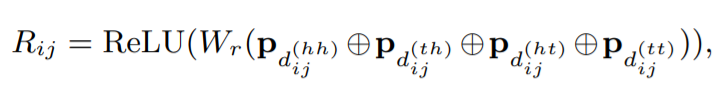 R_{ij} = ReLU(W_r(𝐩_{d_{ij}^{(hh)}} ⊕ 𝐩_{d_{ij}^{(th)}} ⊕ 𝐩_{d_{ij}^{(ht)}} ⊕ 𝐩_{d_{ij}^{(tt)}})),